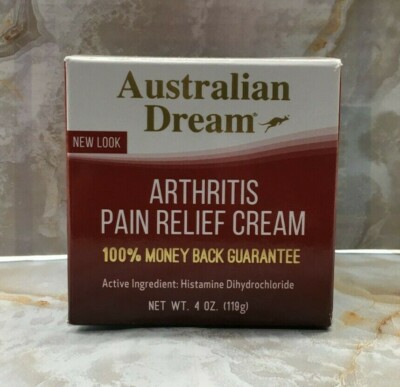 Australian
Dream®
NEW LOOK
ARTHRITIS
PAIN RELIEF CREAM
100% MONEY BACK GUARANTEE
Active Ingredient: Histamine Dihydrochloride
NET WT. 4 OZ. (119g)